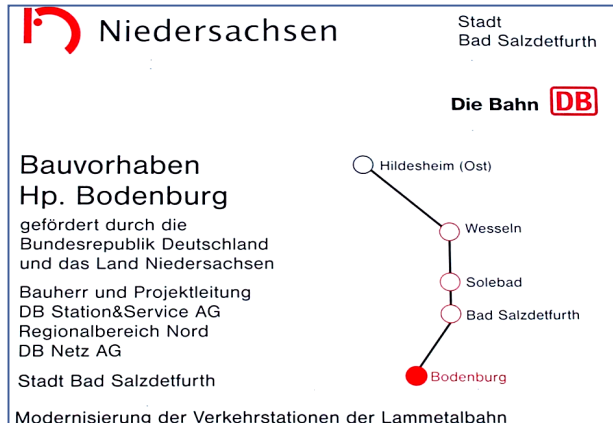 Niedersachsen
Stadt
Bad Salzdetfurth
Die Bahn DB
Bauvorhaben
Hp. Bodenburg
gefördert durch die
Bundesrepublik Deutschland
und das Land Niedersachsen
Bauherr und Projektleitung
DB Station&Service AG
Regionalbereich Nord
DB Netz AG
Stadt Bad Salzdetfurth
Hildesheim (Ost)
Wesseln
Solebad
Bad Salzdetfurth
Bodenburg
Modernisierung der Verkehrstationen der Lammetalbahn